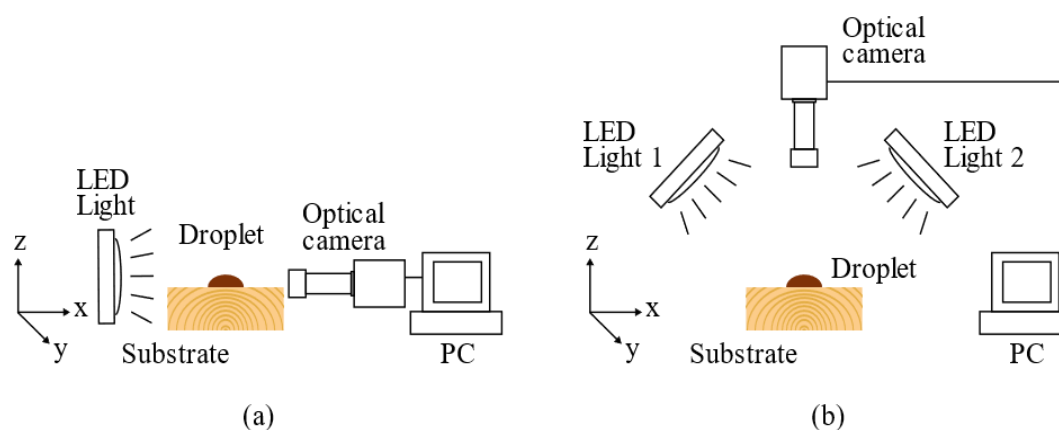 LED
Light
Droplet
Optical
camera
z
x
y
Substrate
PC
(a)
Optical
camera
LED
Light 1
LED
Light 2
z
x
y
Droplet
Substrate
PC
(b)